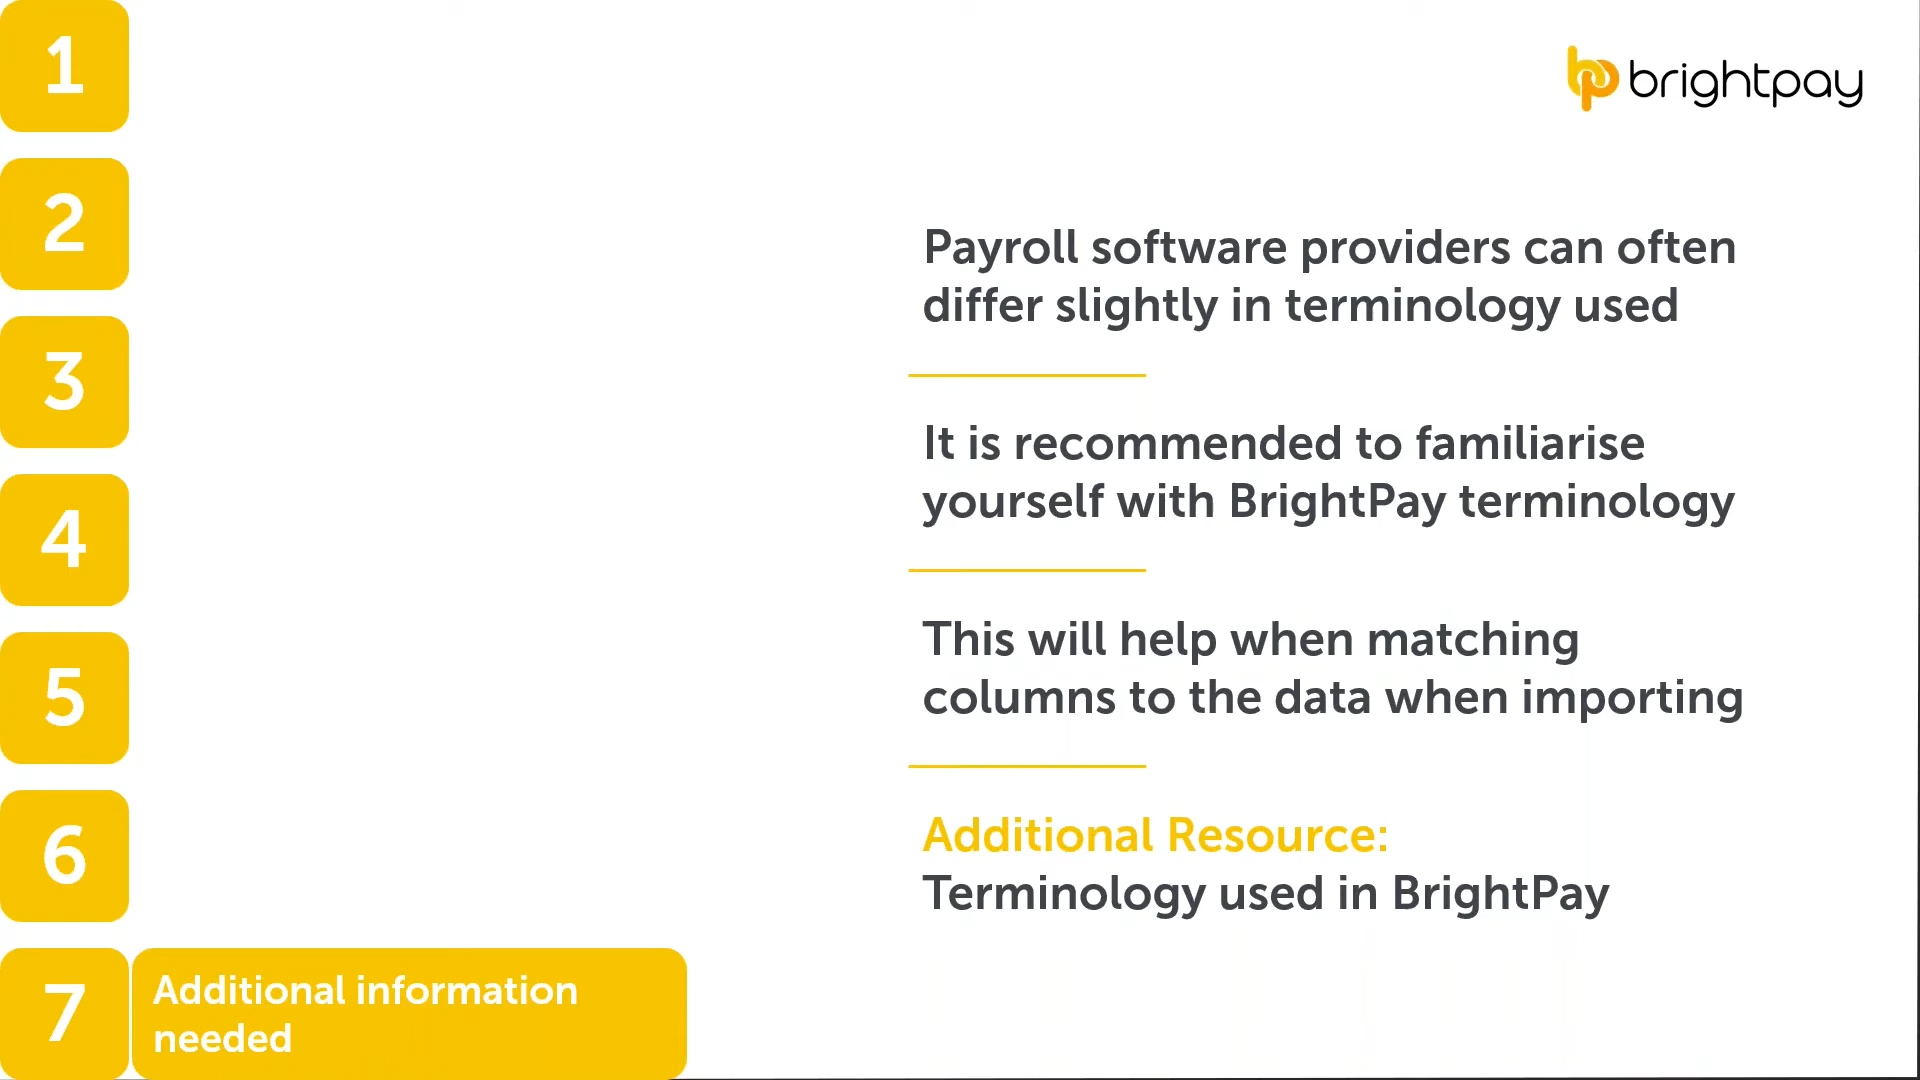 1
brightpay
2
Payroll software providers can often
differ slightly in terminology used
3
It is recommended to familiarise
yourself with BrightPay terminology
4
5
This will help when matching
columns to the data when importing
6
Additional Resource:
Terminology used in BrightPay
7
Additional information
needed